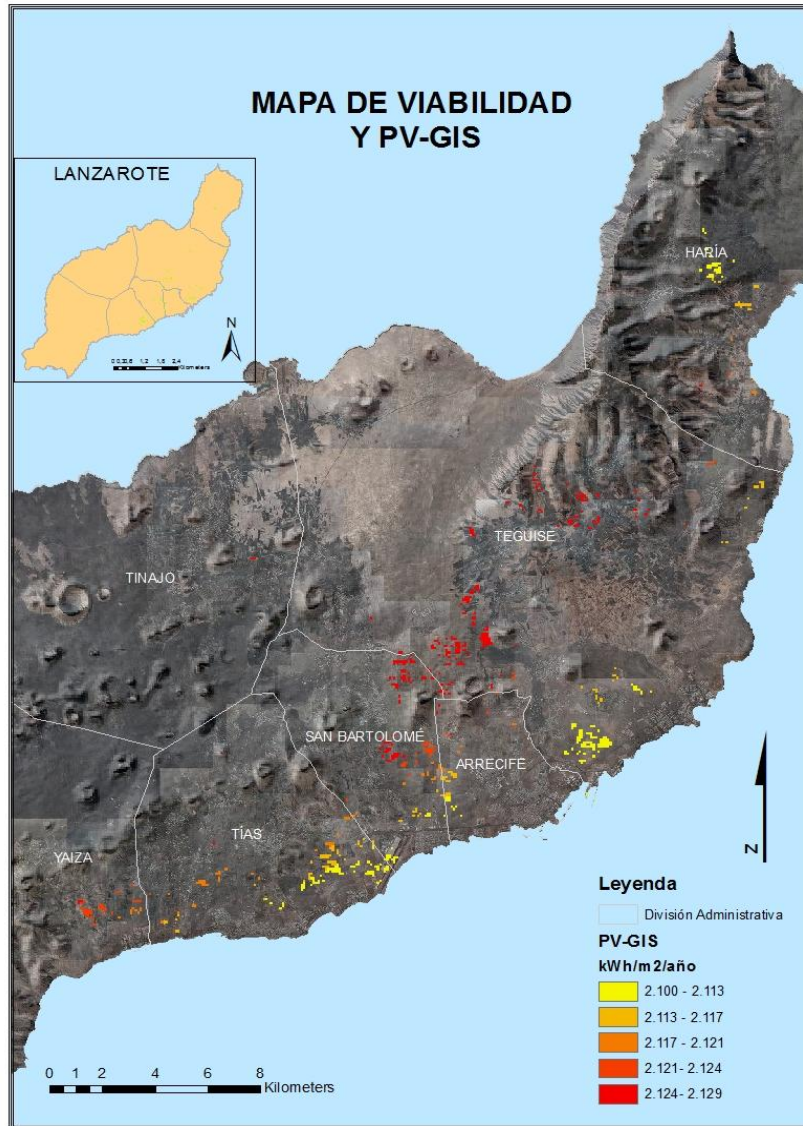 MAPA DE VIABILIDAD
Y PV-GIS
LANZAROTE
N
Kilometers
HARÍA
TEGUISE
TINAJO
SAN BARTOLOMÉ
ARRECIFE
TÍAS
YAIZA
N
Leyenda
División Administrativa
PV-GIS
kWh/m2/año
2.100 - 2.113
2.113 - 2.117
2.117 - 2.121
2.121- 2.124
2.124- 2.129
0 1 2 4 6 8
Kilometers